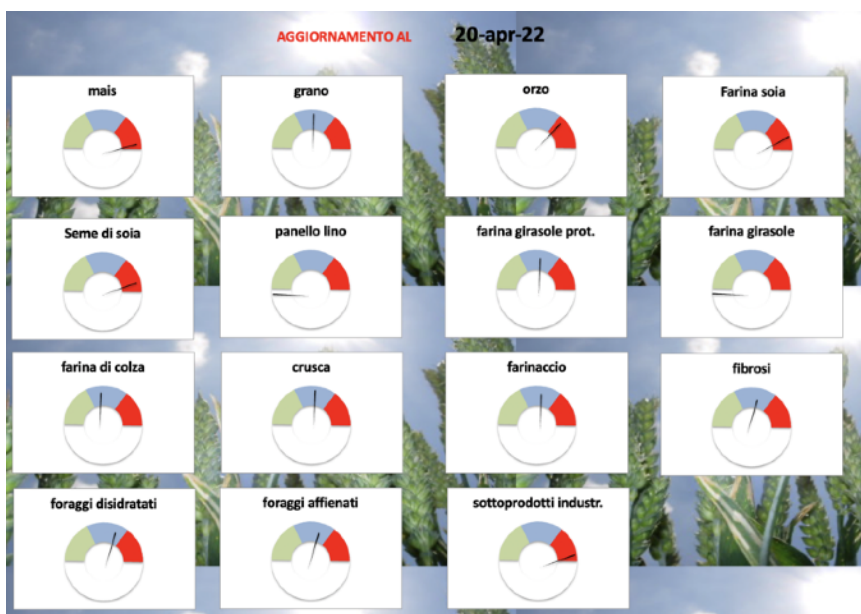 AGGIORNAMENTO AL 20-apr-22
mais
grano
orzo
Farina soia
Seme di soia
panello lino
farina girasole prot.
farina girasole
farina di colza
crusca
farinaccio
fibrosi
foraggi disidratati
foraggi affienati
sottoprodotti industr.